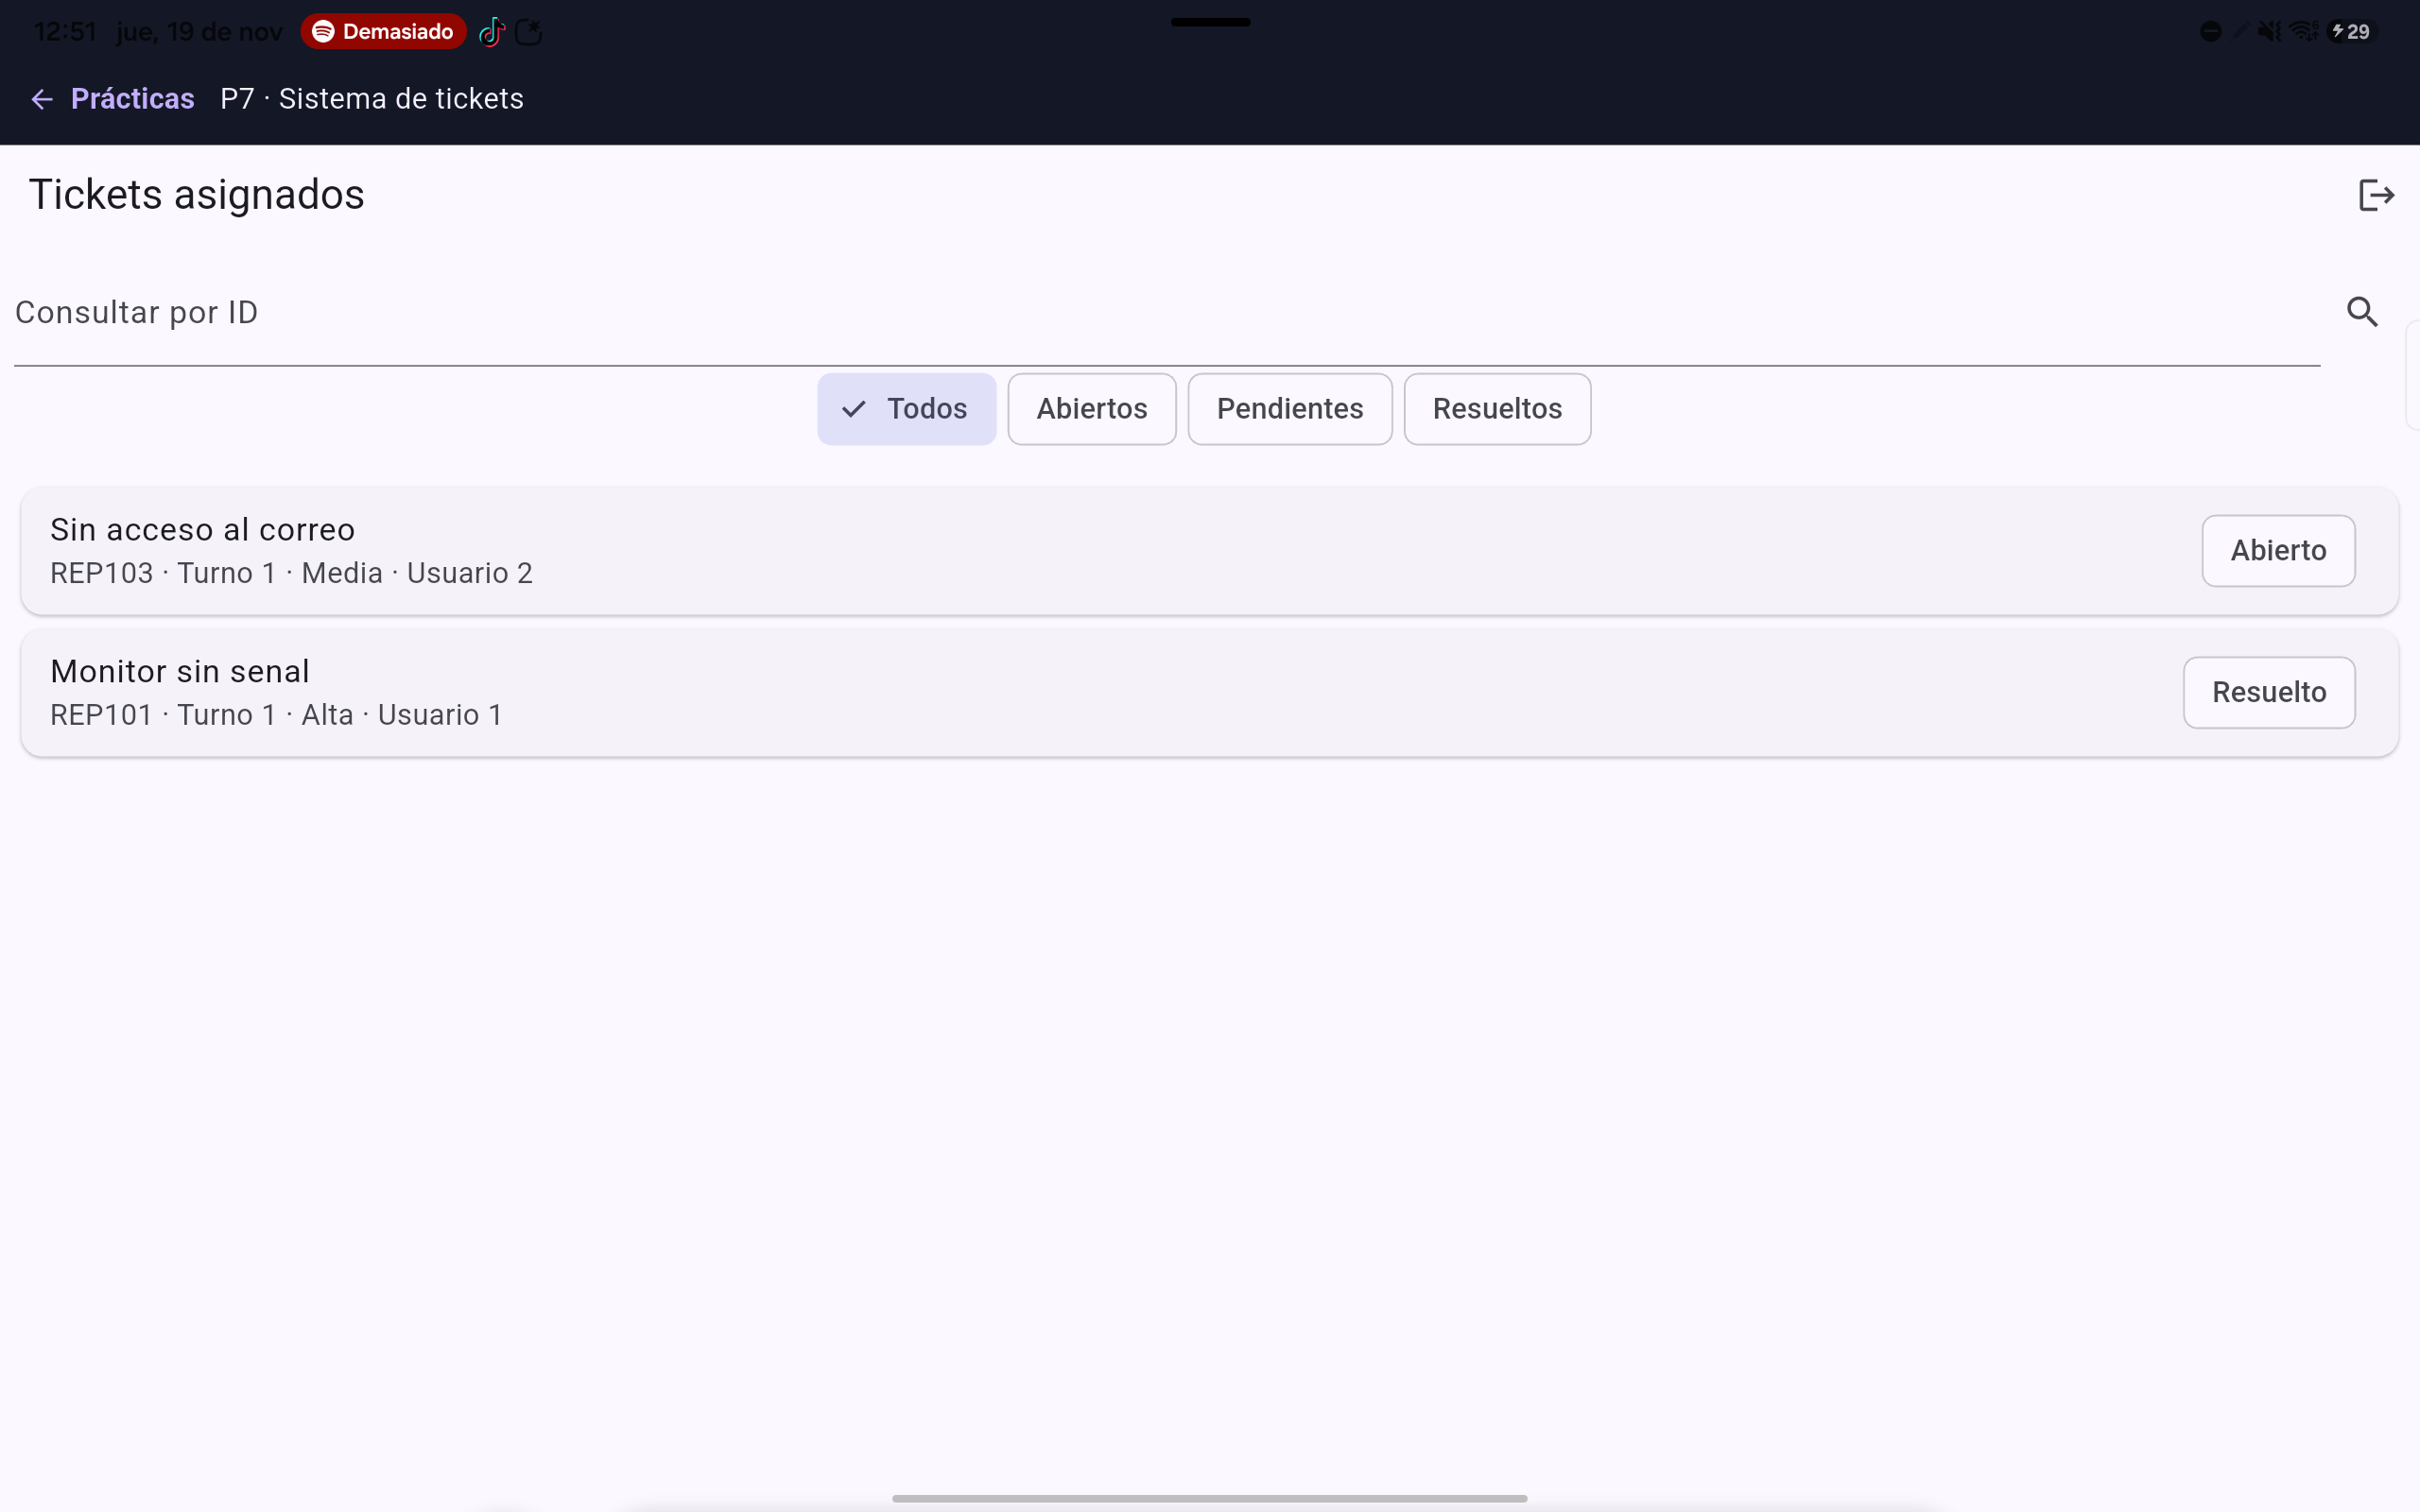 12:51 jue, 19 de nov Demasiado 29
Prácticas P7 · Sistema de tickets
Tickets asignados
Consultar por ID
Todos Abiertos Pendientes Resueltos
Sin acceso al correo
REP103 · Turno 1 · Media · Usuario 2
Abierto
Monitor sin senal
REP101 · Turno 1 · Alta · Usuario 1
Resuelto